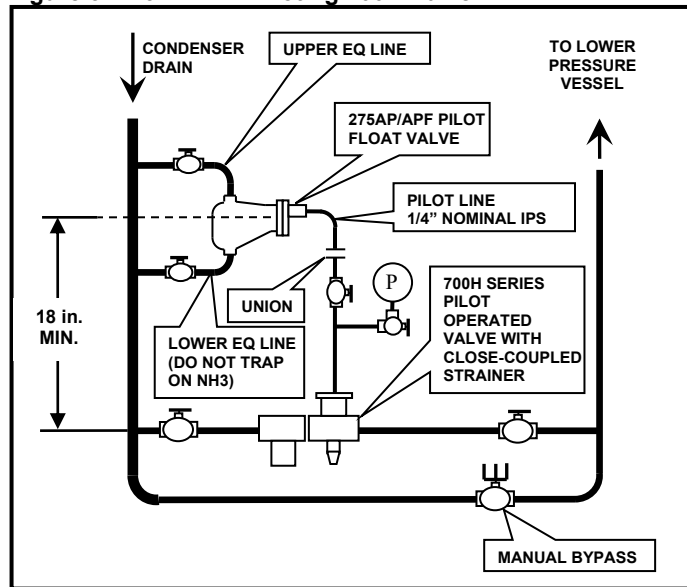 CONDENSER
DRAIN
UPPER EQ LINE
TO LOWER
PRESSURE
VESSEL
275AP/APF PILOT
FLOAT VALVE
PILOT LINE
1/4" NOMINAL IPS
P
UNION
700H SERIES
PILOT
OPERATED
VALVE WITH
CLOSE-COUPLED
STRAINER
18 in.
MIN.
LOWER EQ LINE
(DO NOT TRAP
ON NH3)
MANUAL BYPASS